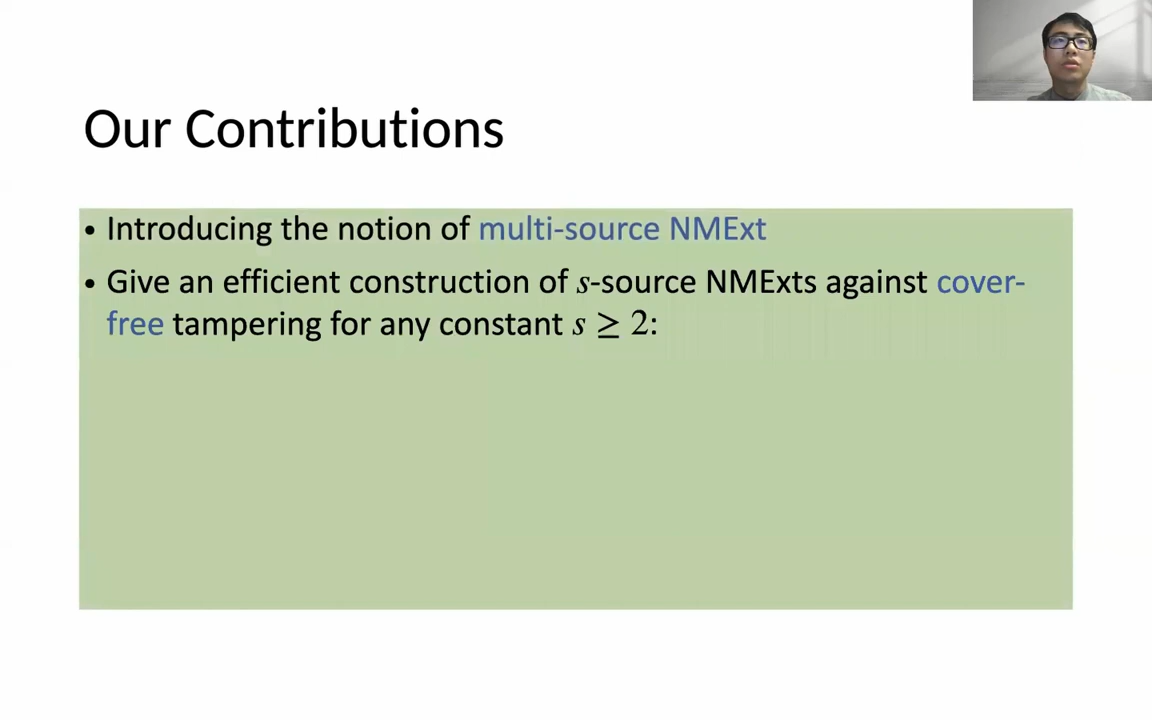 Our Contributions
• Introducing the notion of multi-source NMExt
• Give an efficient construction of s-source NMExts against cover-
free tampering for any constant s ≥ 2: